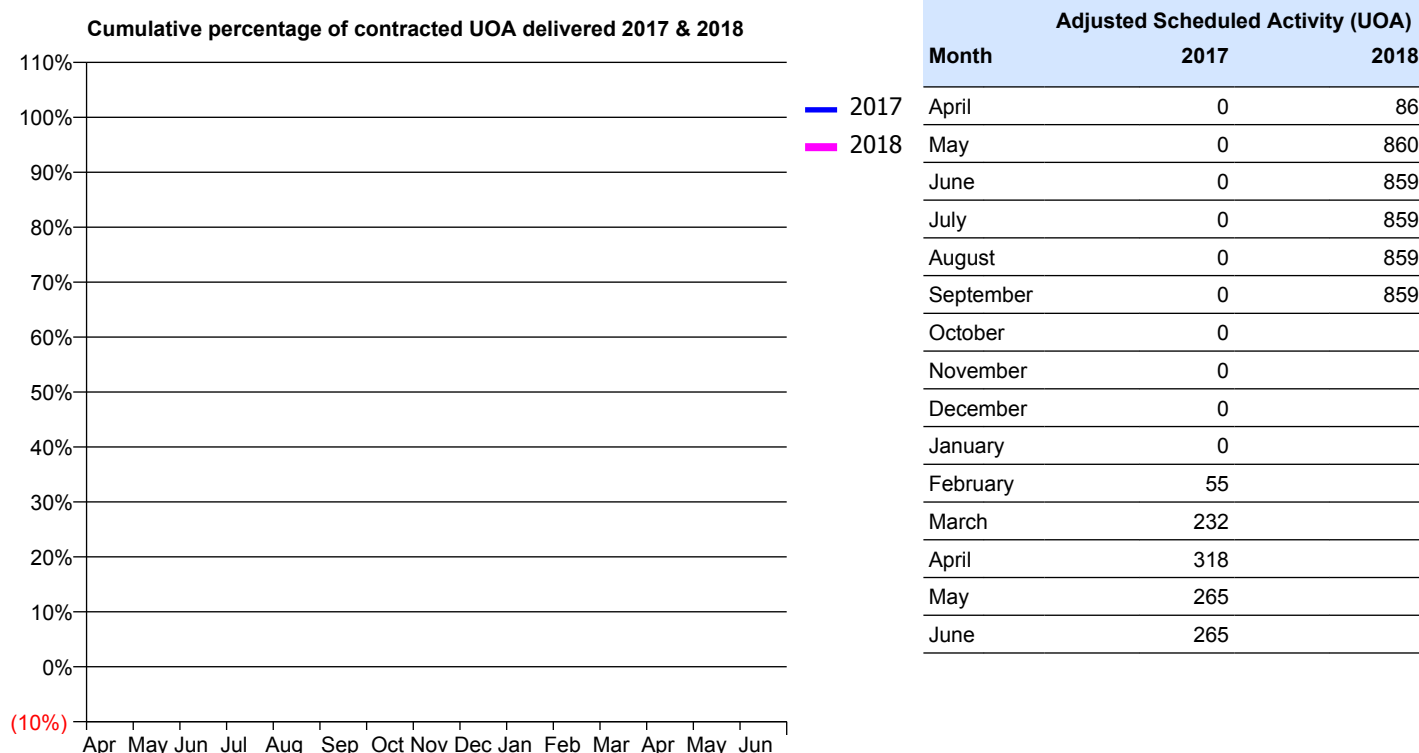 Cumulative percentage of contracted UOA delivered 2017 & 2018
110%
100%
90%
80%
70%
60%
50%
40%
30%
20%
10%
0%
(10%)
Apr May Jun Jul Aug Sep Oct Nov Dec Jan Feb Mar Apr May Jun
2017
2018
Adjusted Scheduled Activity (UOA)
Month 2017 2018
April 0 86
May 0 860
June 0 859
July 0 859
August 0 859
September 0 859
October 0
November 0
December 0
January 0
February 55
March 232
April 318
May 265
June 265